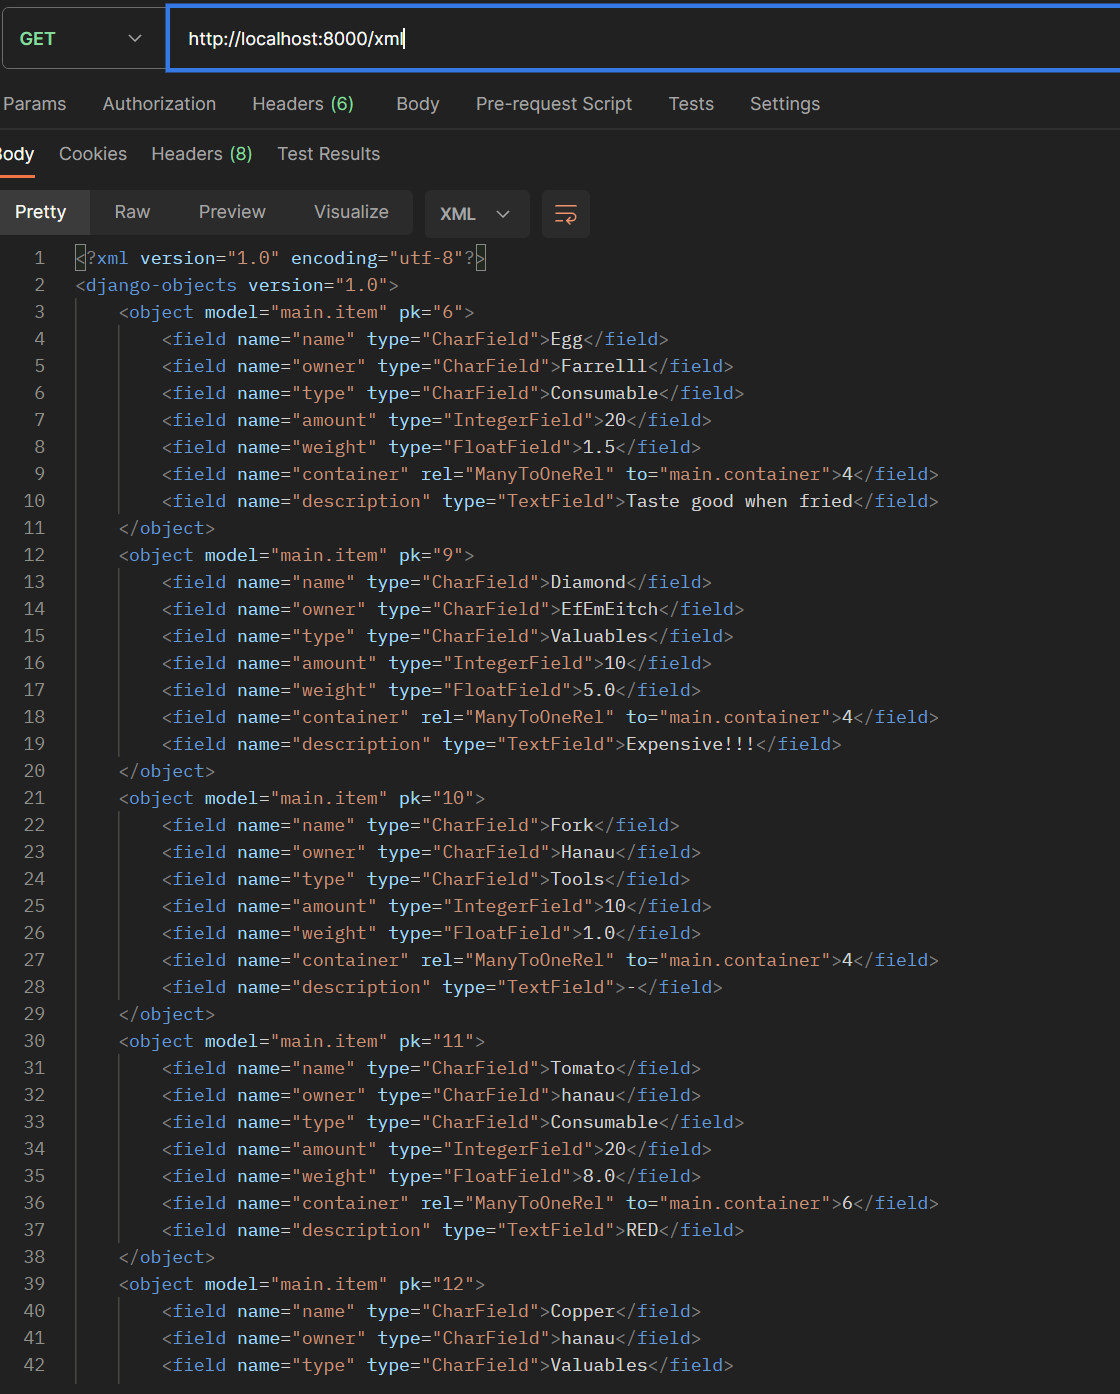 GET http://localhost:8000/xml
Params Authorization Headers (6) Body Pre-request Script Tests Settings
Body Cookies Headers (8) Test Results
Pretty Raw Preview Visualize XML
1 <?xml version="1.0" encoding="utf-8"?>
2 <django-objects version="1.0">
3 <object model="main.item" pk="6">
4 <field name="name" type="CharField">Egg</field>
5 <field name="owner" type="CharField">Farrelll</field>
6 <field name="type" type="CharField">Consumable</field>
7 <field name="amount" type="IntegerField">20</field>
8 <field name="weight" type="FloatField">1.5</field>
9 <field name="container" rel="ManyToOneRel" to="main.container">4</field>
10 <field name="description" type="TextField">Taste good when fried</field>
11 </object>
12 <object model="main.item" pk="9">
13 <field name="name" type="CharField">Diamond</field>
14 <field name="owner" type="CharField">EfEmEitch</field>
15 <field name="type" type="CharField">Valuables</field>
16 <field name="amount" type="IntegerField">10</field>
17 <field name="weight" type="FloatField">5.0</field>
18 <field name="container" rel="ManyToOneRel" to="main.container">4</field>
19 <field name="description" type="TextField">Expensive!!!</field>
20 </object>
21 <object model="main.item" pk="10">
22 <field name="name" type="CharField">Fork</field>
23 <field name="owner" type="CharField">Hanau</field>
24 <field name="type" type="CharField">Tools</field>
25 <field name="amount" type="IntegerField">10</field>
26 <field name="weight" type="FloatField">1.0</field>
27 <field name="container" rel="ManyToOneRel" to="main.container">4</field>
28 <field name="description" type="TextField">-</field>
29 </object>
30 <object model="main.item" pk="11">
31 <field name="name" type="CharField">Tomato</field>
32 <field name="owner" type="CharField">hanau</field>
33 <field name="type" type="CharField">Consumable</field>
34 <field name="amount" type="IntegerField">20</field>
35 <field name="weight" type="FloatField">8.0</field>
36 <field name="container" rel="ManyToOneRel" to="main.container">6</field>
37 <field name="description" type="TextField">RED</field>
38 </object>
39 <object model="main.item" pk="12">
40 <field name="name" type="CharField">Copper</field>
41 <field name="owner" type="CharField">hanau</field>
42 <field name="type" type="CharField">Valuables</field>